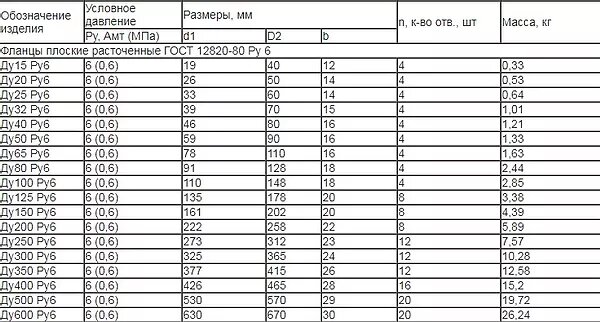 Обозначение изделия Условное давление Размеры, мм n, к-во отв., шт Масса, кг
Ру, Амт (МПа) d1 D2 b
Фланцы плоские расточенные ГОСТ 12820-80 Ру 6
Ду15 Ру6 6 (0,6) 19 40 12 4 0,33
Ду20 Ру6 6 (0,6) 26 50 14 4 0,53
Ду25 Ру6 6 (0,6) 33 60 14 4 0,64
Ду32 Ру6 6 (0,6) 39 70 15 4 1,01
Ду40 Ру6 6 (0,6) 46 80 16 4 1,21
Ду50 Ру6 6 (0,6) 59 90 16 4 1,33
Ду65 Ру6 6 (0,6) 78 110 16 4 1,63
Ду80 Ру6 6 (0,6) 91 128 18 4 2,44
Ду100 Ру6 6 (0,6) 110 148 18 4 2,85
Ду125 Ру6 6 (0,6) 135 178 20 8 3,38
Ду150 Ру6 6 (0,6) 161 202 20 8 4,39
Ду200 Ру6 6 (0,6) 222 258 22 8 5,89
Ду250 Ру6 6 (0,6) 273 312 23 12 7,57
Ду300 Ру6 6 (0,6) 325 365 24 12 10,28
Ду350 Ру6 6 (0,6) 377 415 26 12 12,58
Ду400 Ру6 6 (0,6) 426 465 28 16 15,2
Ду500 Ру6 6 (0,6) 530 570 29 20 19,72
Ду600 Ру6 6 (0,6) 630 670 30 20 26,24